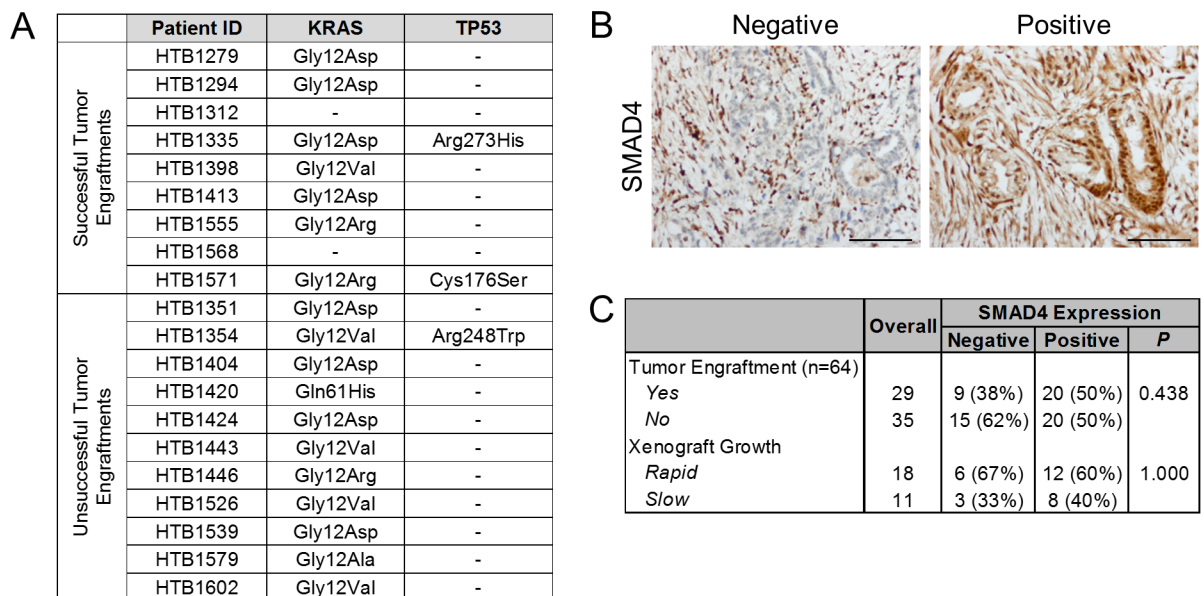 A
Patient ID KRAS TP53
Successful Tumor
Engraftments
HTB1279 Gly12Asp -
HTB1294 Gly12Asp -
HTB1312 - -
HTB1335 Gly12Asp Arg273His
HTB1398 Gly12Val -
HTB1413 Gly12Asp -
HTB1555 Gly12Arg -
HTB1568 - -
HTB1571 Gly12Arg Cys176Ser
Unsuccessful Tumor
Engraftments
HTB1351 Gly12Asp -
HTB1354 Gly12Val Arg248Trp
HTB1404 Gly12Asp -
HTB1420 Gln61His -
HTB1424 Gly12Asp -
HTB1443 Gly12Val -
HTB1446 Gly12Arg -
HTB1526 Gly12Val -
HTB1539 Gly12Asp -
HTB1579 Gly12Ala -
HTB1602 Gly12Val -
B
Negative Positive
SMAD4
C
Overall SMAD4 Expression
Negative Positive P
Tumor Engraftment (n=64)
Yes 29 9 (38%) 20 (50%) 0.438
No 35 15 (62%) 20 (50%)
Xenograft Growth
Rapid 18 6 (67%) 12 (60%) 1.000
Slow 11 3 (33%) 8 (40%)